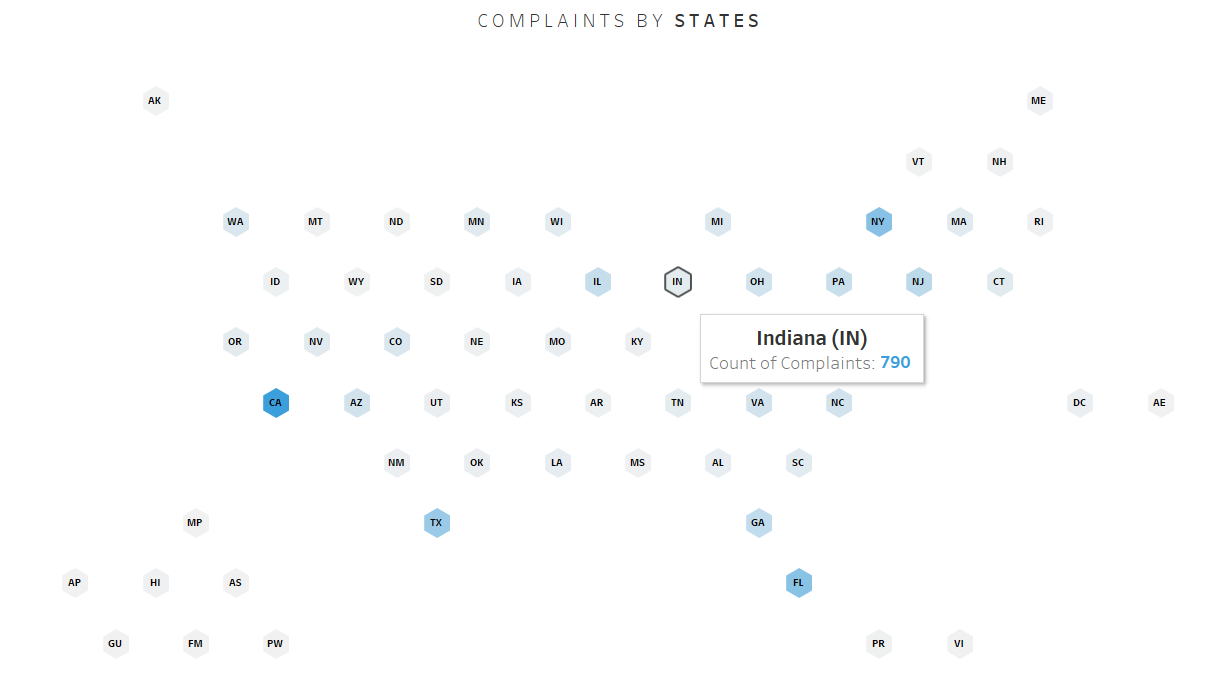 COMPLAINTS BY STATES
AK ME
VT NH
WA MT ND MN WI MI NY MA RI
ID WY SD IA IL IN OH PA NJ CT
OR NV CO NE MO KY
Indiana (IN)
Count of Complaints: 790
CA AZ UT KS AR TN VA NC DC AE
NM OK LA MS AL SC
MP TX GA
AP HI AS FL
GU FM PW PR VI